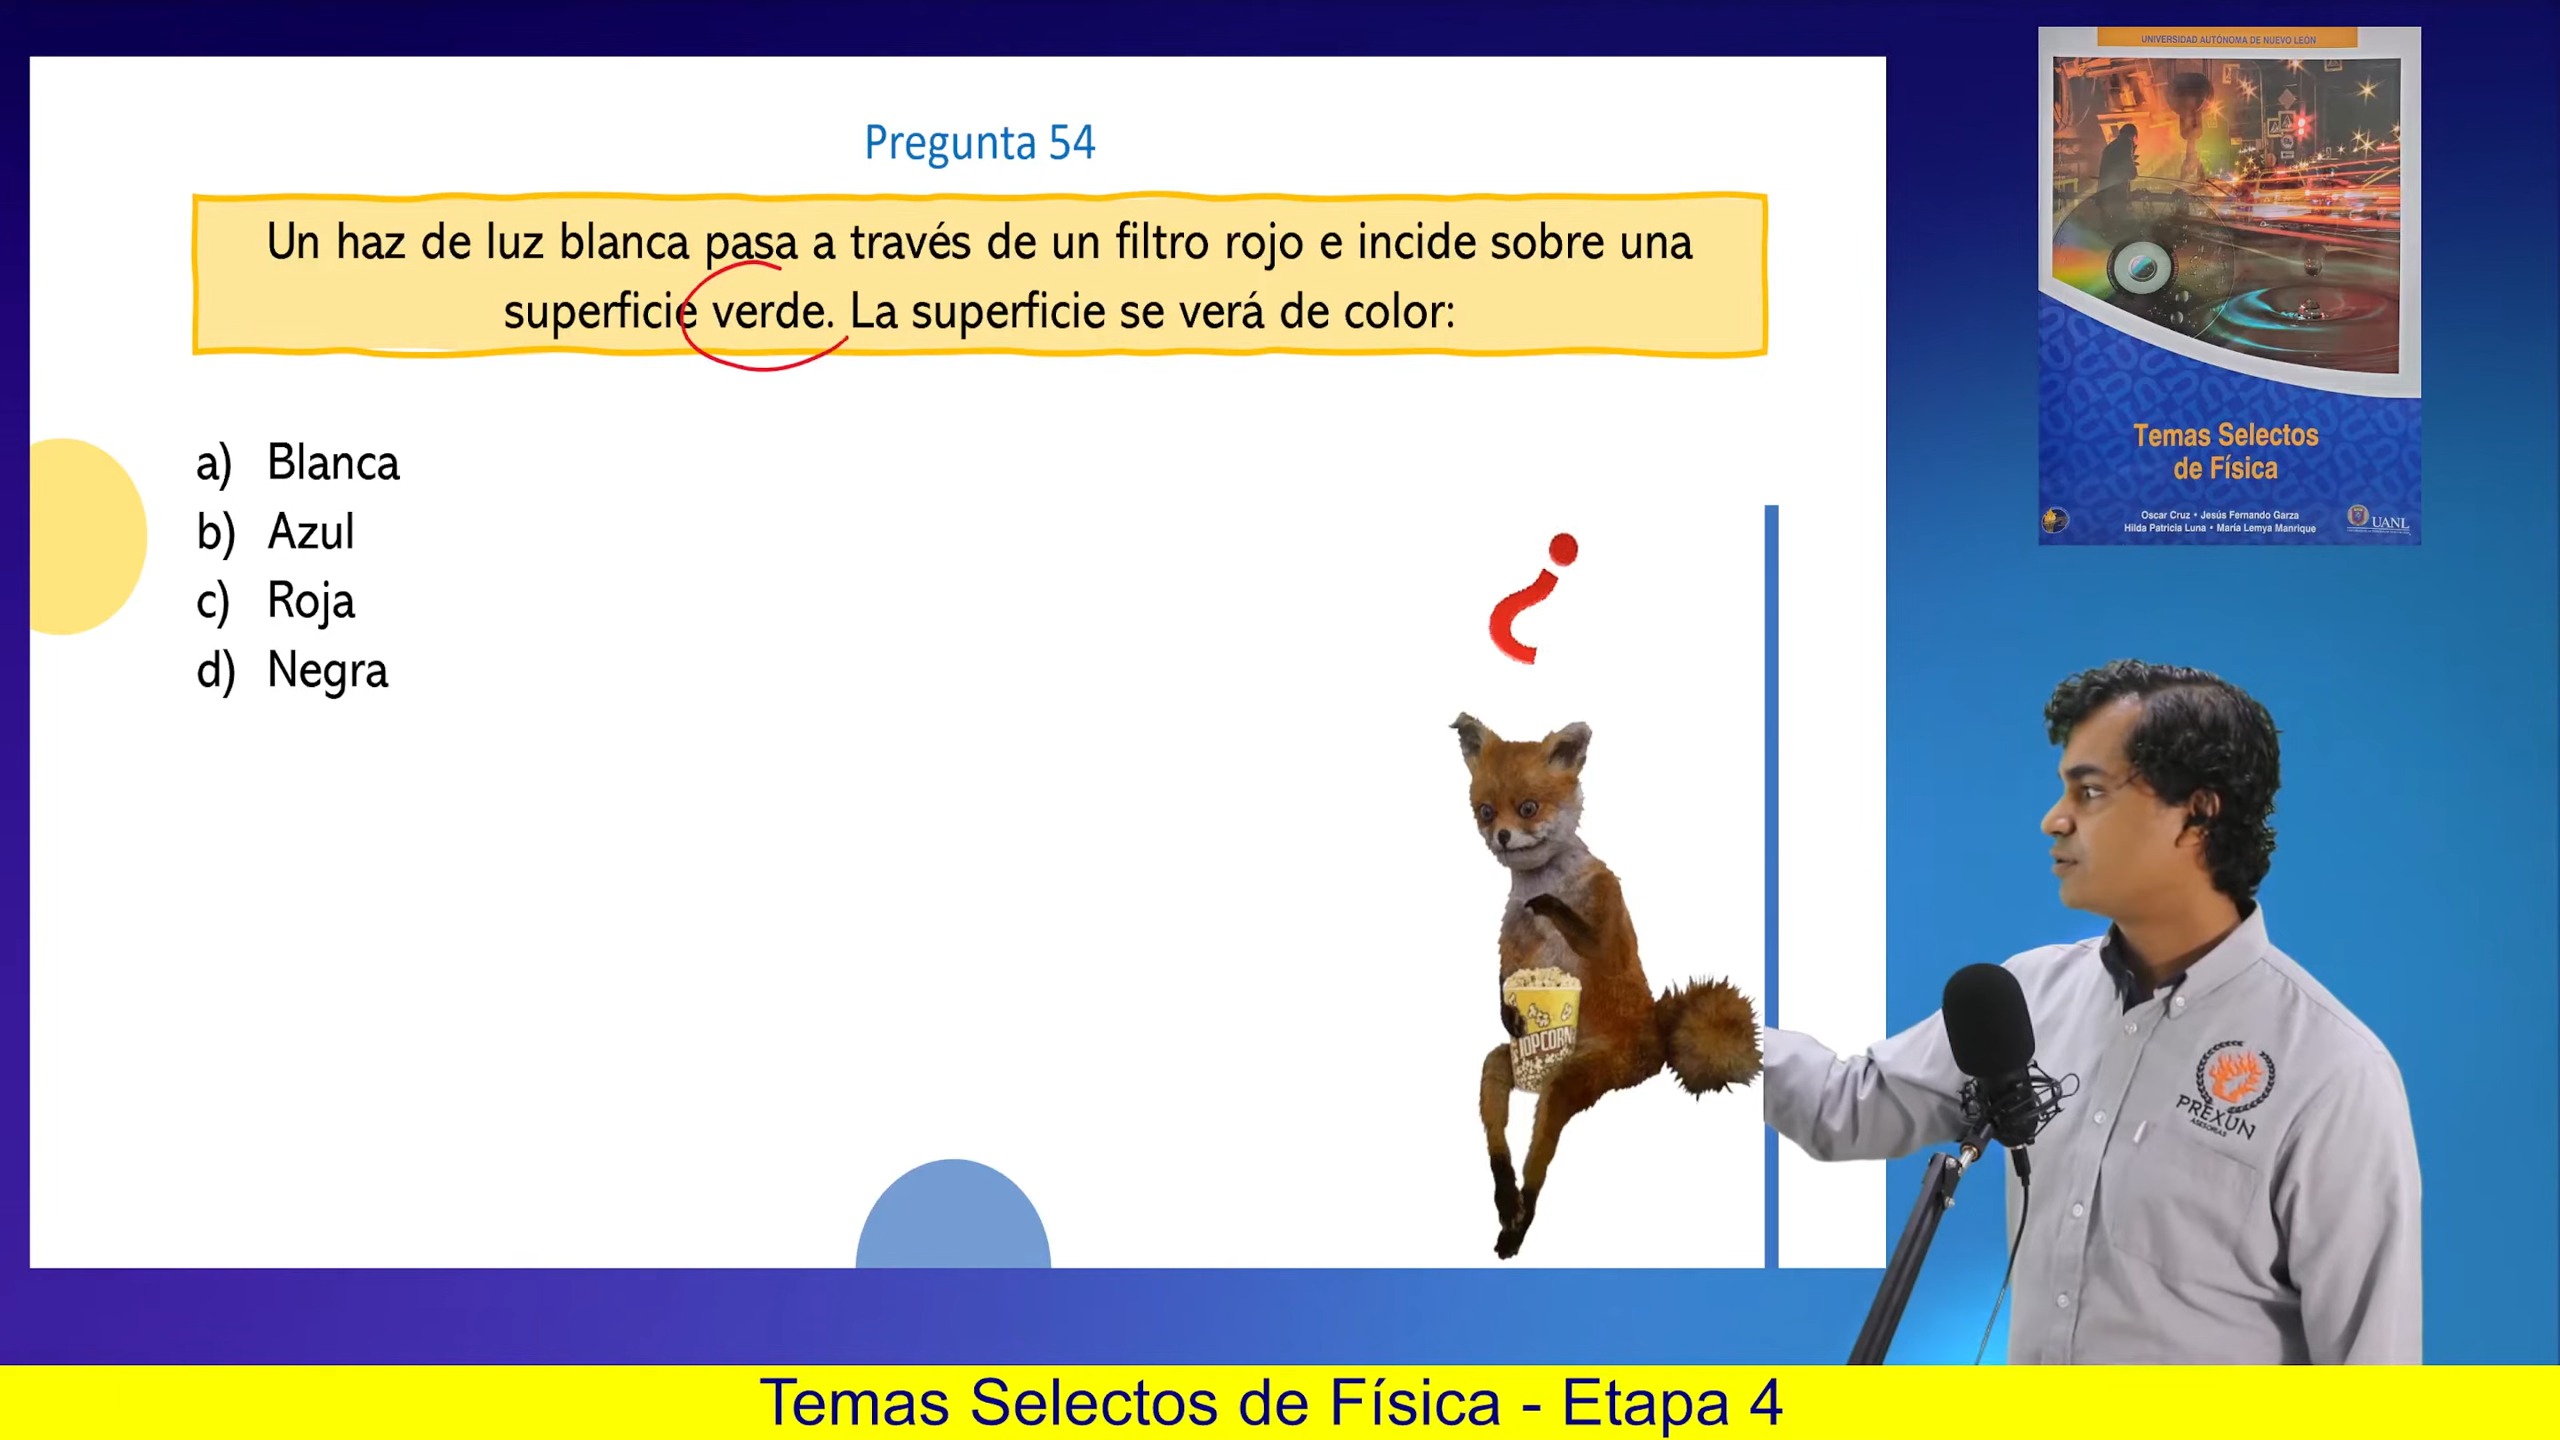 Pregunta 54
Un haz de luz blanca pasa a través de un filtro rojo e incide sobre una
superficie verde. La superficie se verá de color:
a) Blanca
b) Azul
c) Roja
d) Negra
¿
POPCORN
UNIVERSIDAD AUTÓNOMA DE NUEVO LEÓN
Temas Selectos
de Física
Oscar Cruz • Jesús Fernando Garza
Hilda Patricia Luna • María Lemya Manrique
UANL
PREXUN
ASESORÍAS
Temas Selectos de Física - Etapa 4